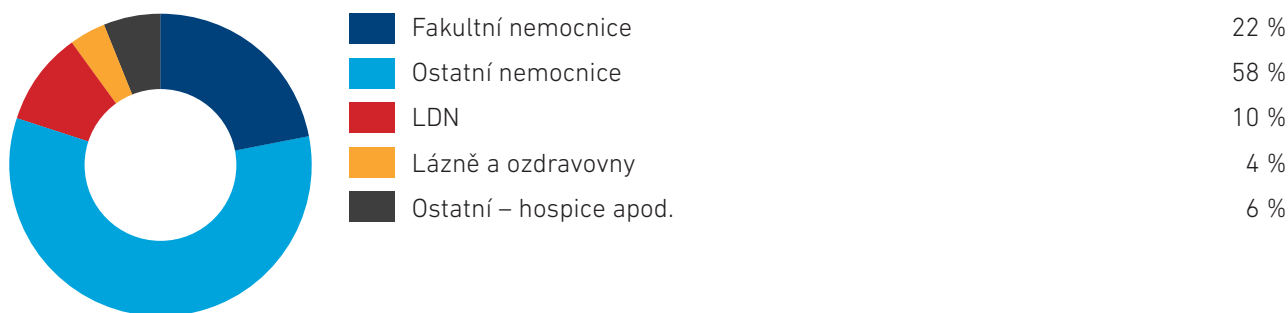 Fakultní nemocnice 22 %
Ostatní nemocnice 58 %
LDN 10 %
Lázně a ozdravovny 4 %
Ostatní – hospice apod. 6 %